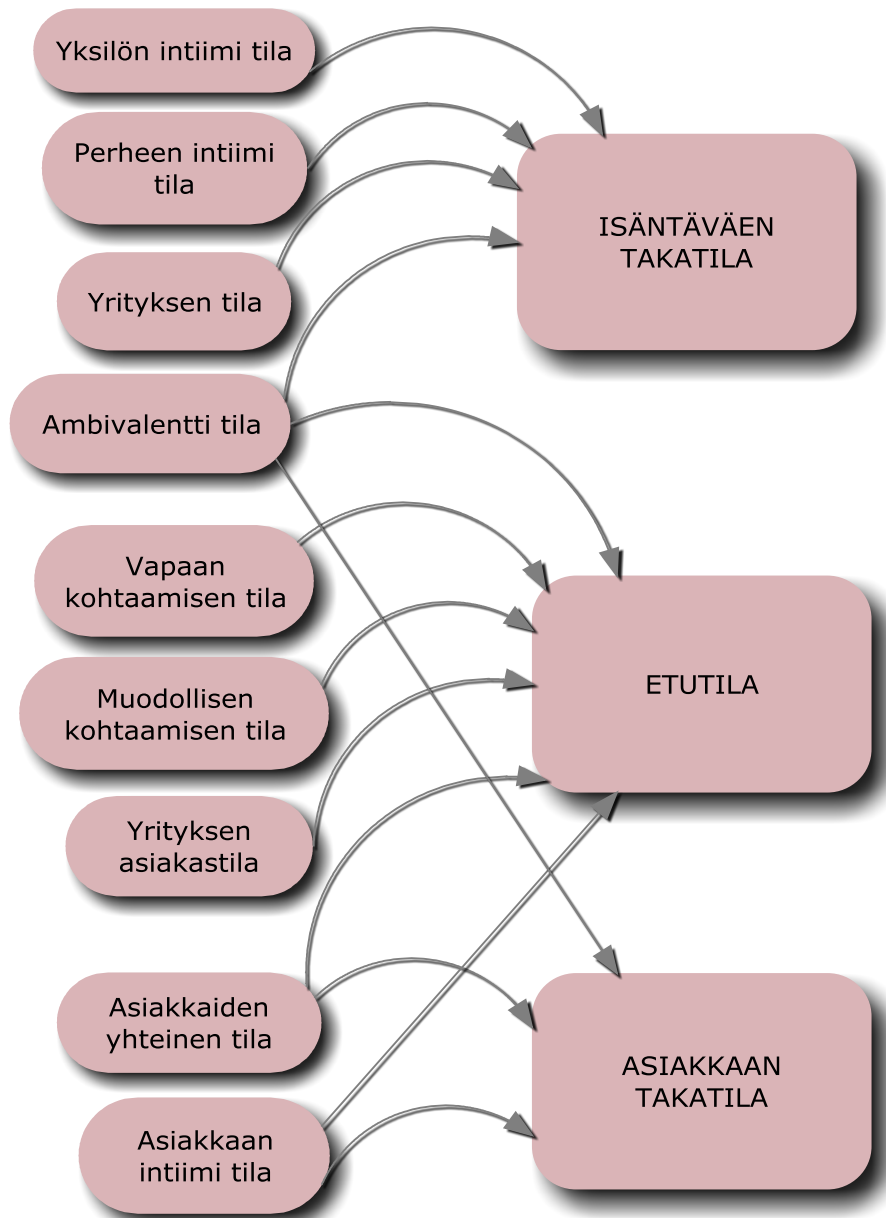 Yksilön intiimi tila
Perheen intiimi
tila
Yrityksen tila
Ambivalentti tila
Vapaan
kohtaamisen tila
Muodollisen
kohtaamisen tila
Yrityksen
asiakastila
Asiakkaiden
yhteinen tila
Asiakkaan
intiimi tila
ISÄNTÄVÄEN
TAKATILA
ETUTILA
ASIAKKAAN
TAKATILA